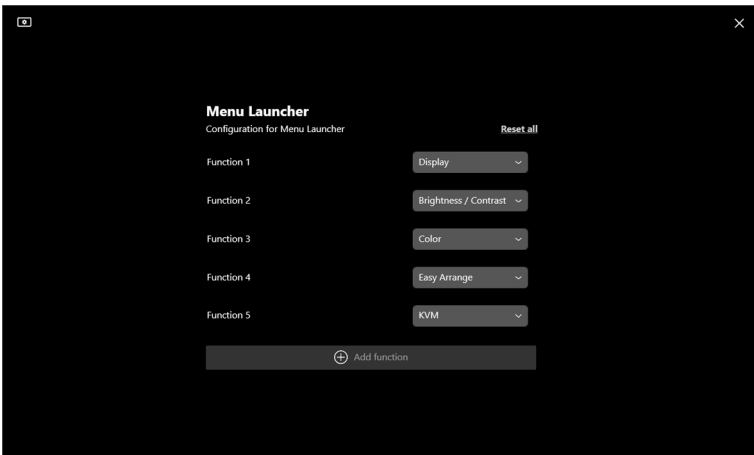 Menu Launcher
Configuration for Menu Launcher Reset all
Function 1 Display
Function 2 Brightness / Contrast
Function 3 Color
Function 4 Easy Arrange
Function 5 KVM
Add function